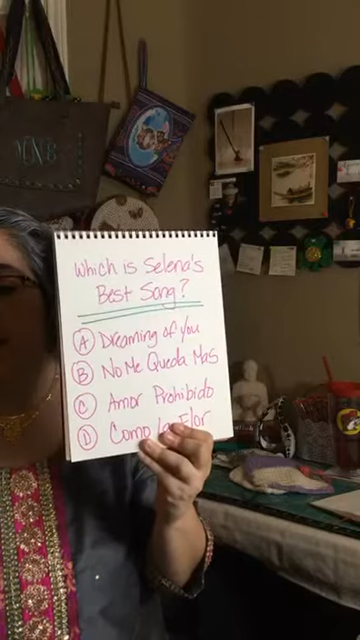 Which is Selena's
Best Song?
A Dreaming of you
B No Me Queda Mas
C Amor Prohibido
D Como La Flor